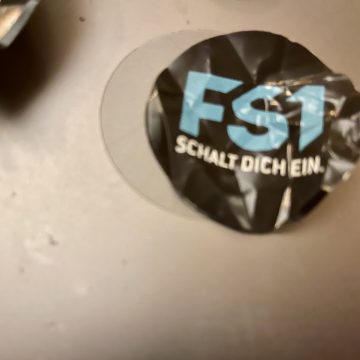 FS1
SCHALT DICH EIN.